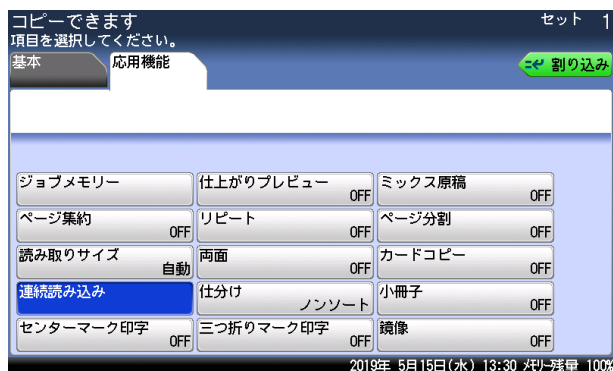 コピーできます
セット 1
項目を選択してください。
基本
応用機能
割り込み
ジョブメモリー
仕上がりプレビュー OFF
ミックス原稿 OFF
ページ集約 OFF
リピート OFF
ページ分割 OFF
読み取りサイズ 自動
両面 OFF
カードコピー OFF
連続読み込み
仕分け ノンソート
小冊子 OFF
センターマーク印字 OFF
三つ折りマーク印字 OFF
鏡像 OFF
2019年 5月15日(水) 13:30 メモリー残量 100%